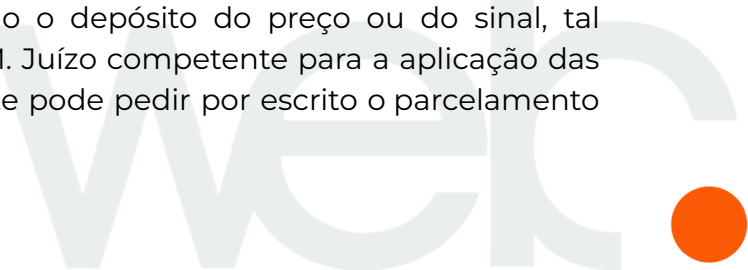 o o depósito do preço ou do sinal, tal
. Juízo competente para a aplicação das
e pode pedir por escrito o parcelamento